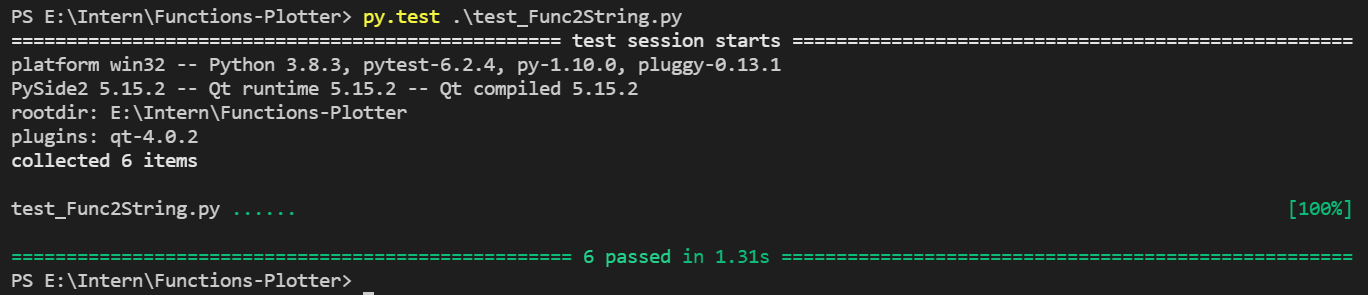 PS E:\Intern\Functions-Plotter> py.test .\test_Func2String.py
================================================== test session starts ===================================================
platform win32 -- Python 3.8.3, pytest-6.2.4, py-1.10.0, pluggy-0.13.1
PySide2 5.15.2 -- Qt runtime 5.15.2 -- Qt compiled 5.15.2
rootdir: E:\Intern\Functions-Plotter
plugins: qt-4.0.2
collected 6 items
test_Func2String.py ...... [100%]
=================================================== 6 passed in 1.31s ====================================================
PS E:\Intern\Functions-Plotter>